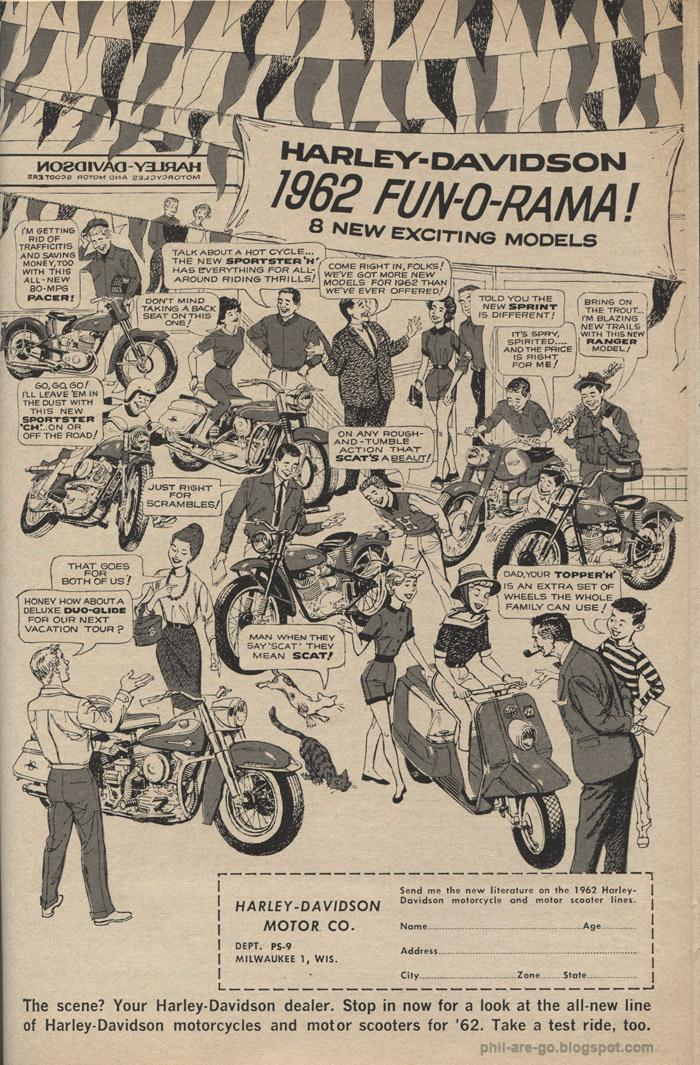 HARLEY-DAVIDSON
MOTORCYCLES AND MOTOR SCOOTERS
HARLEY-DAVIDSON
1962 FUN-O-RAMA!
8 NEW EXCITING MODELS
I'M GETTING
RID OF
TRAFFICITIS
AND SAVING
MONEY, TOO
WITH THIS
ALL-NEW
80-MPG
PACER!
TALK ABOUT A HOT CYCLE...
THE NEW SPORTSTER 'H'
HAS EVERYTHING FOR ALL-
AROUND RIDING THRILLS!
COME RIGHT IN, FOLKS!
WE'VE GOT MORE NEW
MODELS FOR 1962 THAN
WE'VE EVER OFFERED!
DON'T MIND
TAKING A BACK
SEAT ON THIS
ONE!
TOLD YOU THE
NEW SPRINT
IS DIFFERENT!
IT'S SPRY,
SPIRITED....
AND THE PRICE
IS RIGHT
FOR ME!
BRING ON
THE TROUT...
I'M BLAZING
NEW TRAILS
WITH THIS NEW
RANGER
MODEL!
GO, GO, GO!
I'LL LEAVE 'EM IN
THE DUST WITH
THIS NEW
SPORTSTER
'CH'...ON OR
OFF THE ROAD!
ON ANY ROUGH-
AND-TUMBLE
ACTION THAT
SCAT'S A BEAUT!
JUST RIGHT
FOR
SCRAMBLES!
THAT GOES
FOR
BOTH OF US!
HONEY HOW ABOUT A
DELUXE DUO-GLIDE
FOR OUR NEXT
VACATION TOUR?
DAD, YOUR TOPPER 'H'
IS AN EXTRA SET OF
WHEELS THE WHOLE
FAMILY CAN USE!
MAN WHEN THEY
SAY 'SCAT' THEY
MEAN SCAT!
HARLEY-DAVIDSON
MOTOR CO.
DEPT. PS-9
MILWAUKEE 1, WIS.
Send me the new literature on the 1962 Harley-
Davidson motorcycle and motor scooter lines.
Name Age
Address
City Zone State
The scene? Your Harley-Davidson dealer. Stop in now for a look at the all-new line
of Harley-Davidson motorcycles and motor scooters for '62. Take a test ride, too.
phil-are-go.blogspot.com